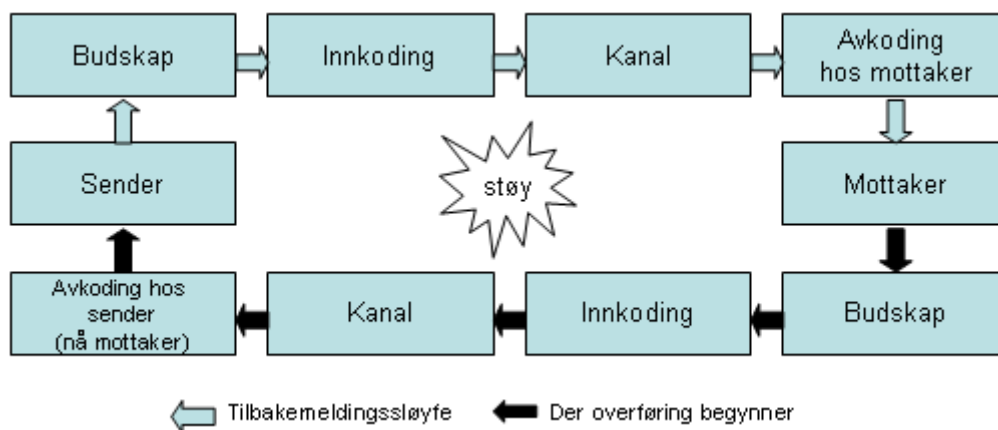 Budskap
Innkoding
Kanal
Avkoding
hos mottaker
Sender
støy
Mottaker
Avkoding hos
sender
(nå mottaker)
Kanal
Innkoding
Budskap
Tilbakemeldingssløyfe
Der overføring begynner